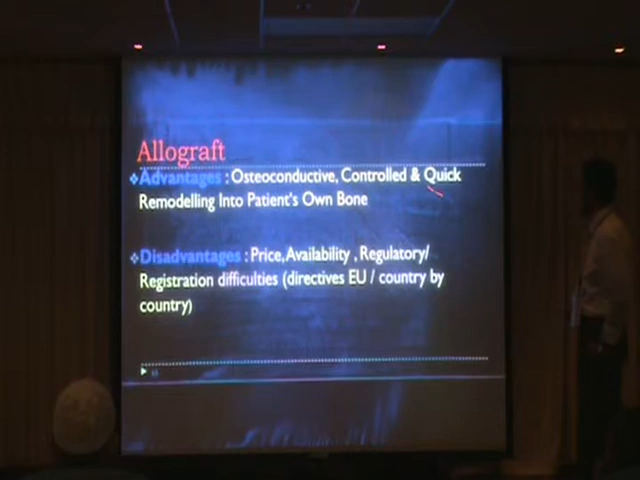 Allograft
Advantages : Osteoconductive, Controlled & Quick
Remodelling Into Patient's Own Bone
Disadvantages : Price, Availability , Regulatory/
Registration difficulties (directives EU / country by
country)